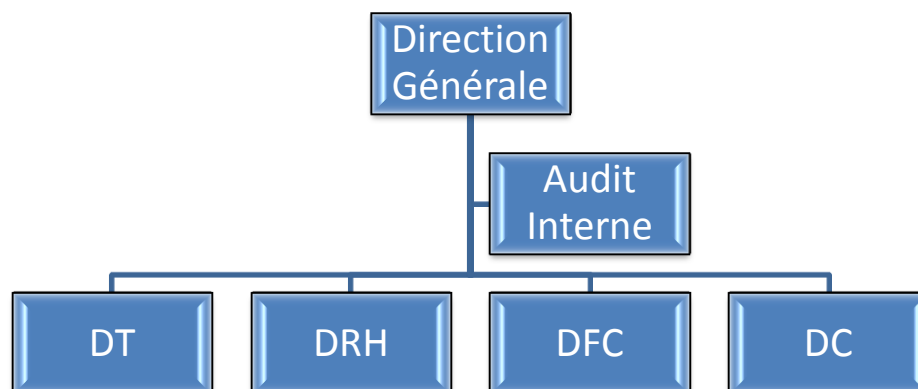 Direction
Générale
Audit
Interne
DT
DRH
DFC
DC